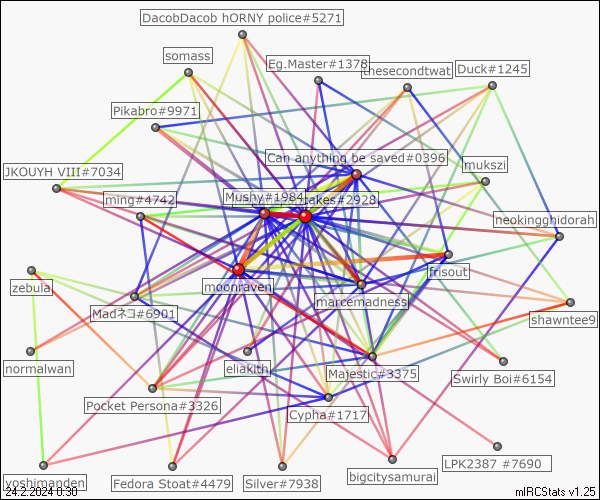 DacobDacob hORNY police#5271
somass
Eg.Master#1378
thesecondtwat
Duck#1245
Pikabro#9971
Can anything be saved#0396
mukszi
JKOUYH VIII#7034
ming#4742
Mushy#1984
akes#2928
neokingghidorah
zebula
moonraven
frisout
marcemadness
Madネコ#6901
shawntee9
normalwan
eliakith
Majestic#3375
Swirly Boi#6154
Pocket Persona#3326
Cypha#1717
yoshimanden
Fedora Stoat#4479
Silver#7938
bigcitysamurai
LPK2387 #7690
24.2.2024 0:30
mIRCStats v1.25